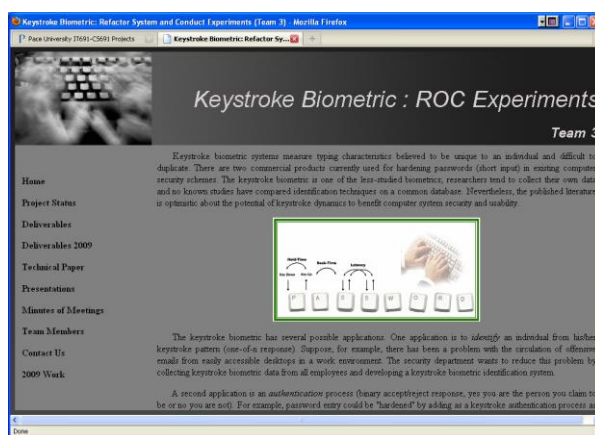 Keystroke Biometric: Refactor System and Conduct Experiments (Team 3) - Mozilla Firefox
Pace University IT691-CS691 Projects
Keystroke Biometric: Refactor Sy...
Keystroke Biometric : ROC Experiments
Team 3
Keystroke biometric systems measure typing characteristics believed to be unique to an individual and difficult to
duplicate. There are two commercial products currently used for hardening passwords (short input) in existing computer
security schemes. The keystroke biometric is one of the less-studied biometrics, researchers tend to collect their own data
and no known studies have compared identification techniques on a common database. Nevertheless, the published literature
is optimistic about the potential of keystroke dynamics to benefit computer system security and usability.
Home
Project Status
Deliverables
Deliverables 2009
Technical Paper
Presentations
Minutes of Meetings
Team Members
Contact Us
2009 Work
Hold-Time
Back-Time
Latency
Key Down
Key Up
P A S S W O R D
The keystroke biometric has several possible applications. One application is to identify an individual from his/her
keystroke pattern (one-of-n response). Suppose, for example, there has been a problem with the circulation of offensive
emails from easily accessible desktops in a work environment. The security department wants to reduce this problem by
collecting keystroke biometric data from all employees and developing a keystroke biometric identification system.
A second application is an authentication process (binary accept/reject response, yes you are the person you claim to
be or no you are not). For example, password entry could be "hardened" by adding as a keystroke authentication process as
Done